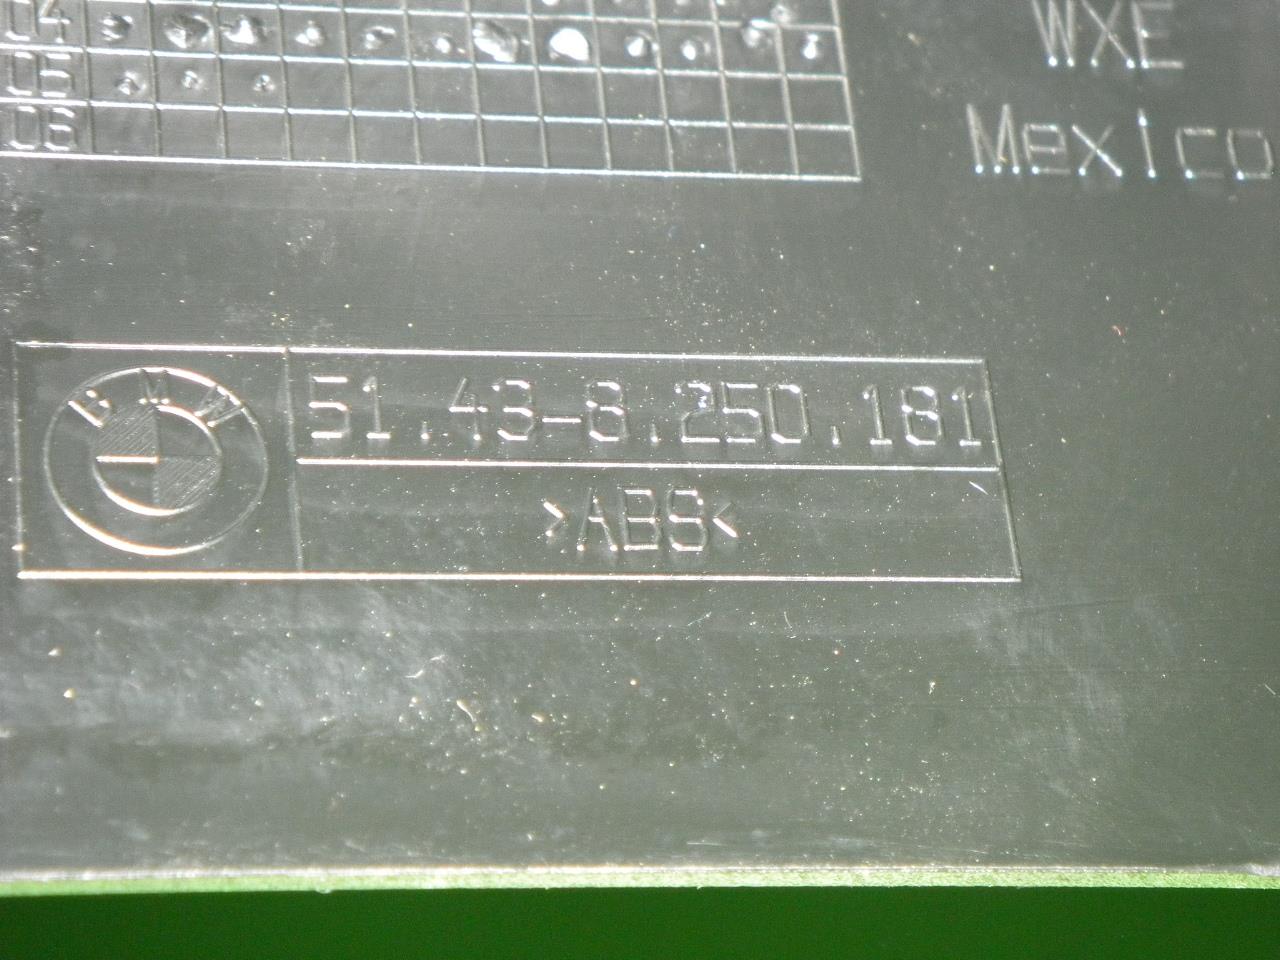 04
05
06
WXE
Mexico
BMW
51.43-8.250.181
>ABS<